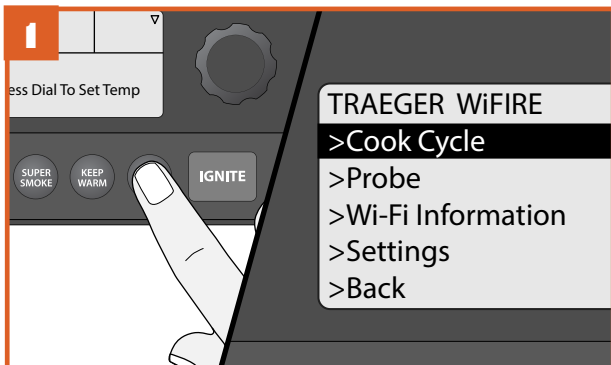 1
ess Dial To Set Temp
SUPER
SMOKE
KEEP
WARM
IGNITE
TRAEGER WiFIRE
>Cook Cycle
>Probe
>Wi-Fi Information
>Settings
>Back